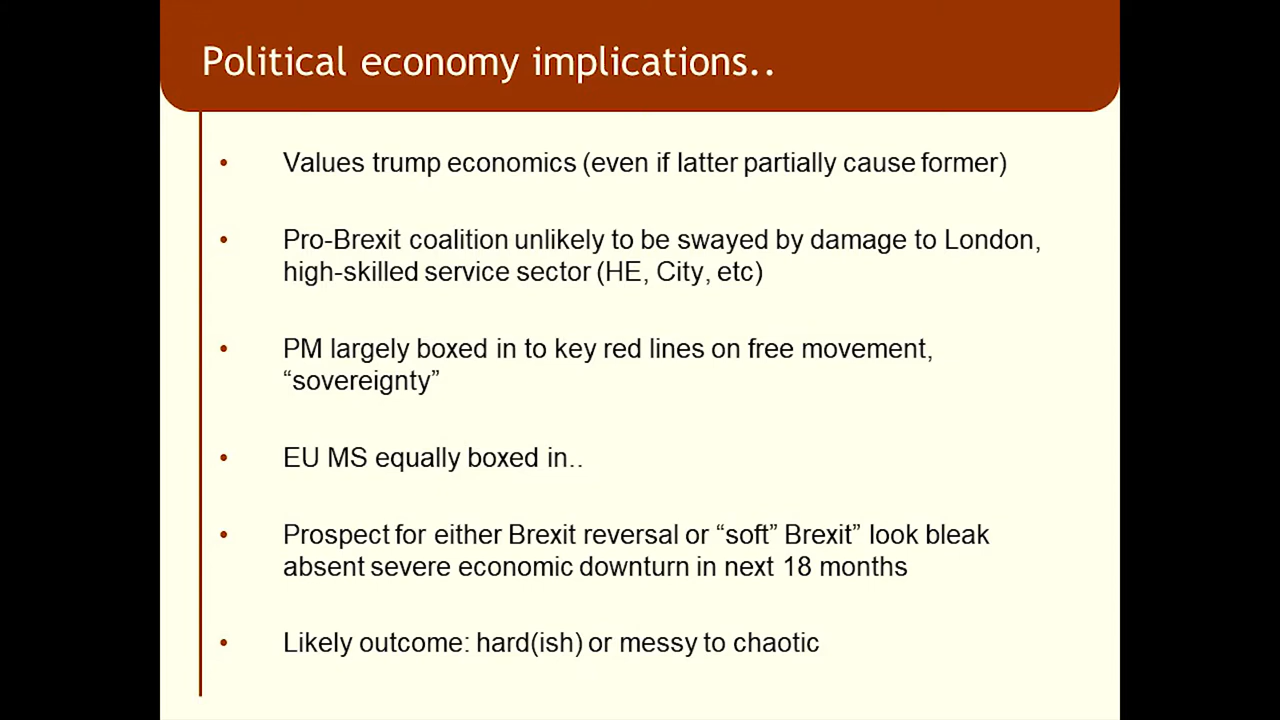 Political economy implications..
• Values trump economics (even if latter partially cause former)
• Pro-Brexit coalition unlikely to be swayed by damage to London,
high-skilled service sector (HE, City, etc)
• PM largely boxed in to key red lines on free movement,
“sovereignty”
• EU MS equally boxed in..
• Prospect for either Brexit reversal or “soft” Brexit” look bleak
absent severe economic downturn in next 18 months
• Likely outcome: hard(ish) or messy to chaotic